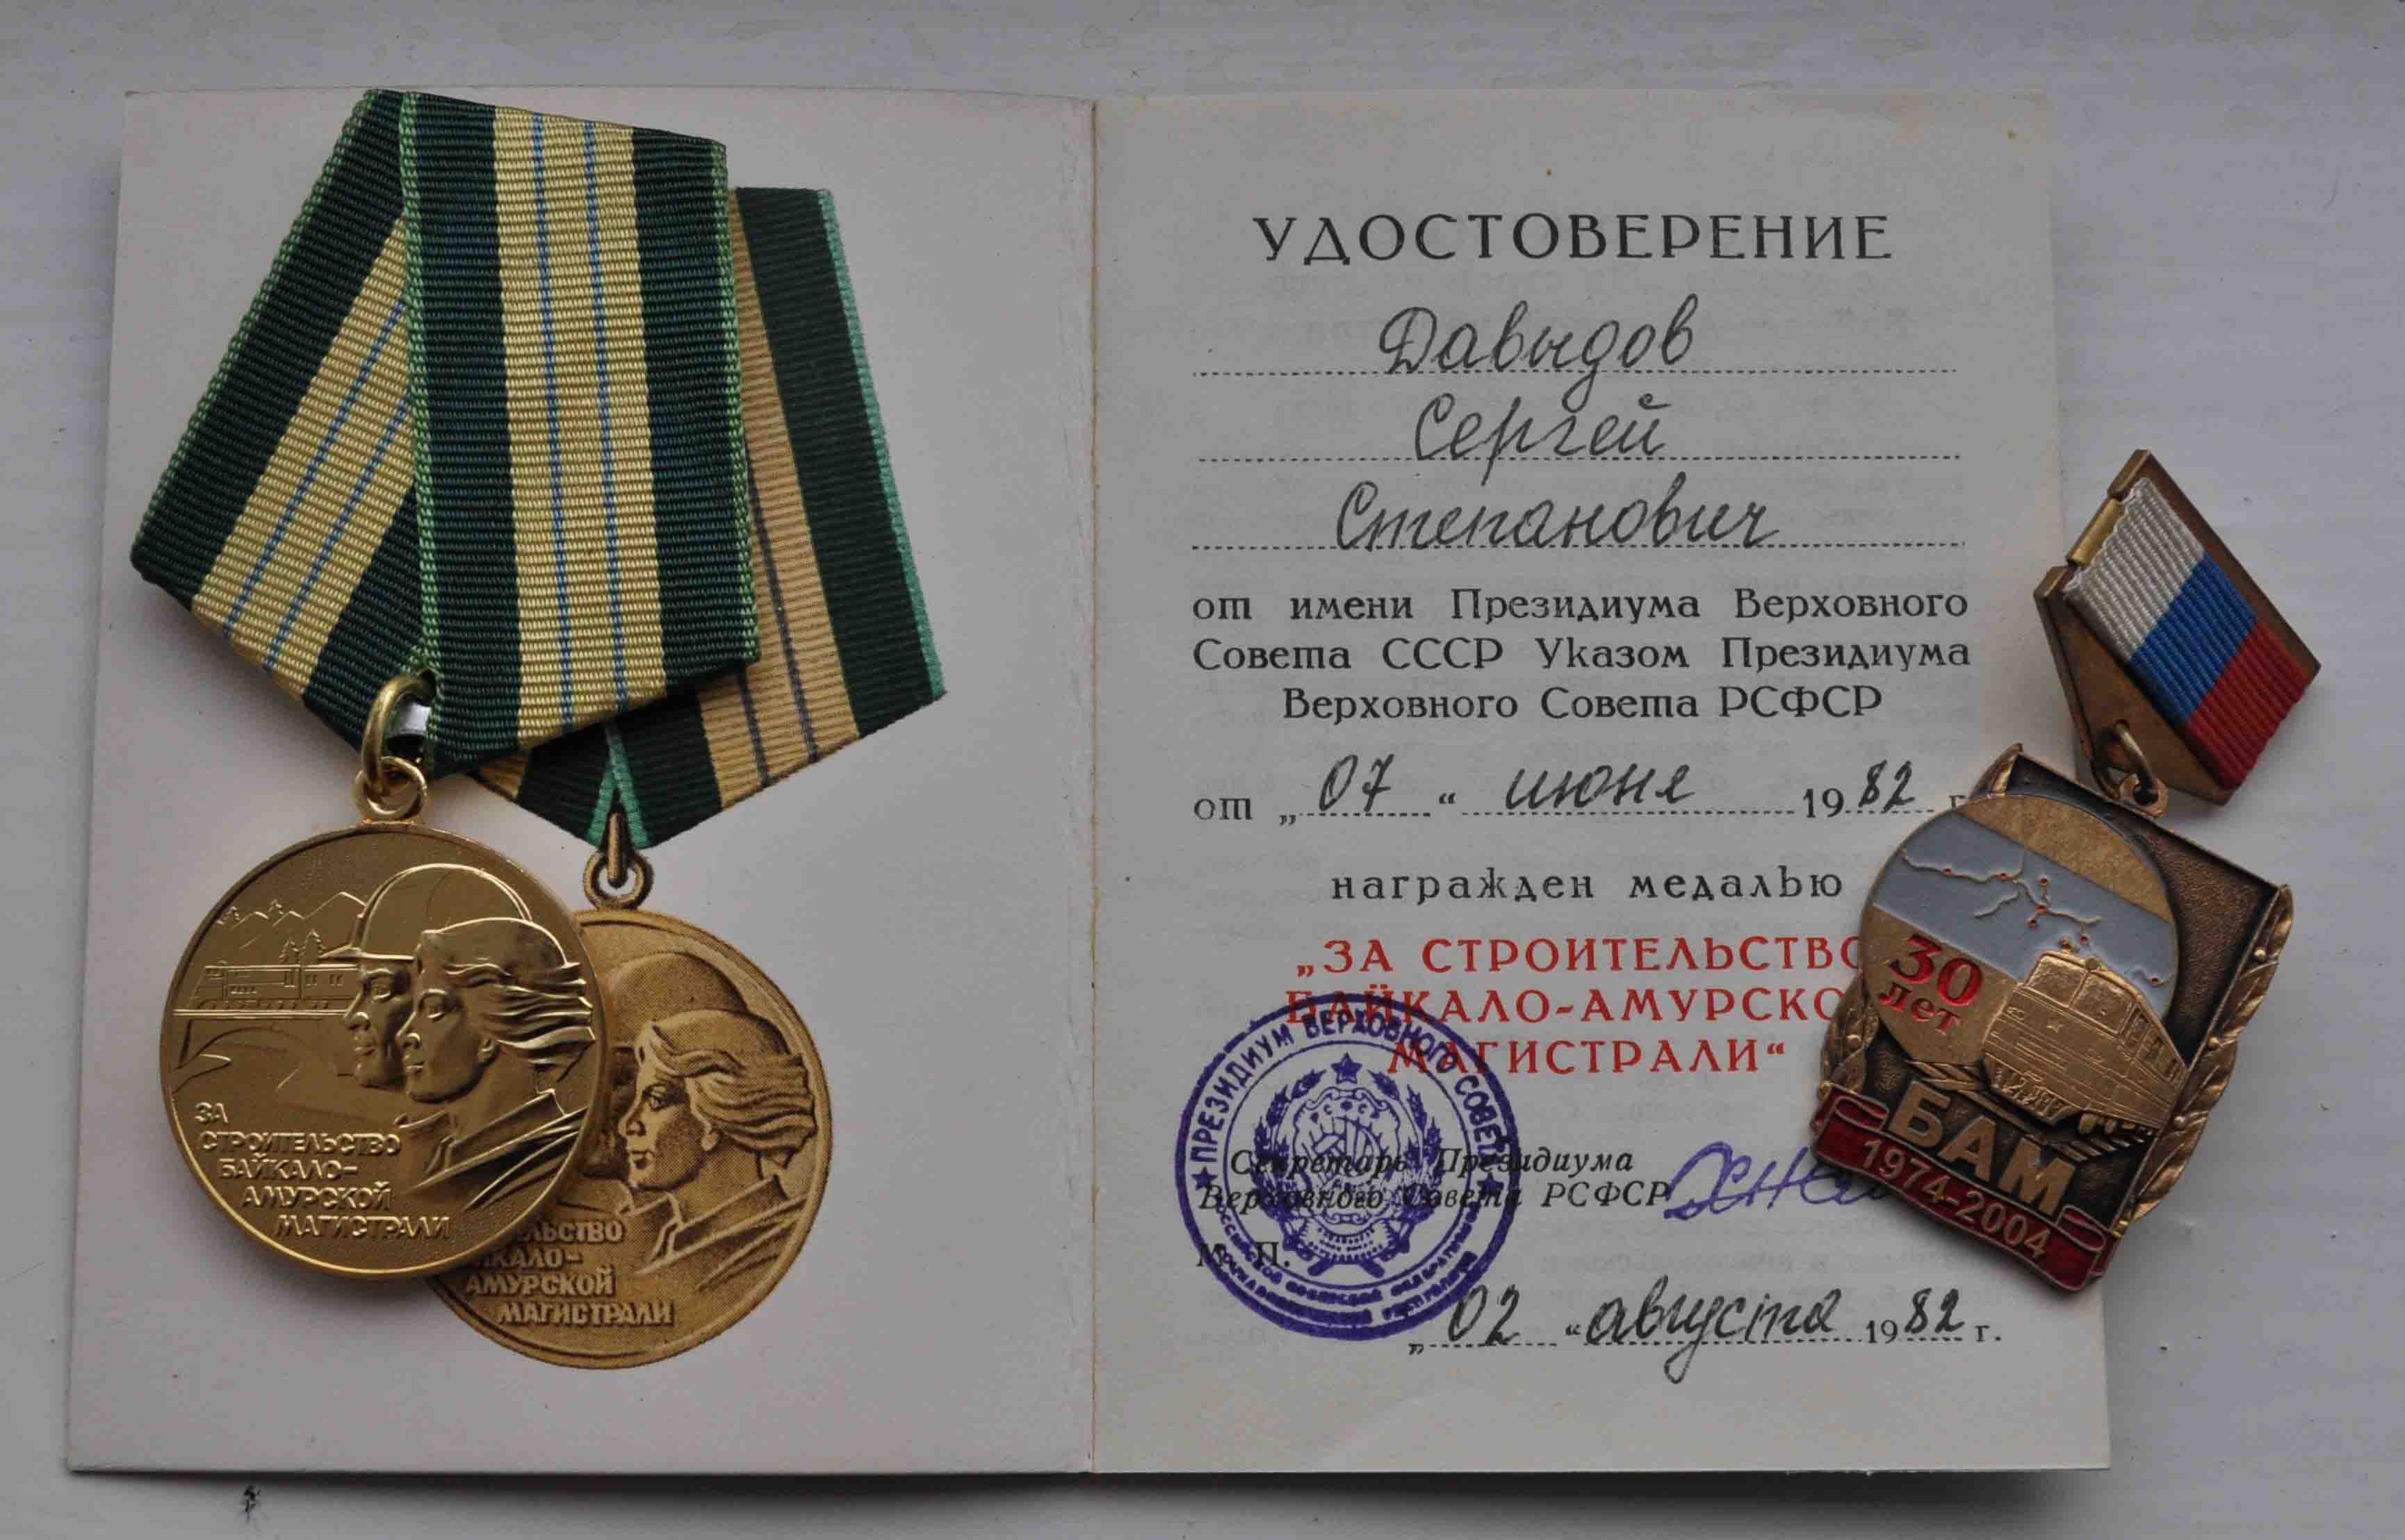 ЗА
СТРОИТЕЛЬСТВО
БАЙКАЛО-
АМУРСКОЙ
МАГИСТРАЛИ
АМУРСКОЙ
МАГИСТРАЛИ
УДОСТОВЕРЕНИЕ
Давыдов
Сергей
Степанович
от имени Президиума Верховного
Совета СССР Указом Президиума
Верховного Совета РСФСР
от „07“ июня 1982 г
награжден медалью
„ЗА СТРОИТЕЛЬСТВО
БАЙКАЛО-АМУРСКО
МАГИСТРАЛИ“
ПРЕЗИДИУМ ВЕРХОВНОГО СОВЕТА
Секретарь Президиума
Верховного Совета РСФСР
М. П.
„02“ августа 1982 г.
30
лет
БАМ
1974-2004